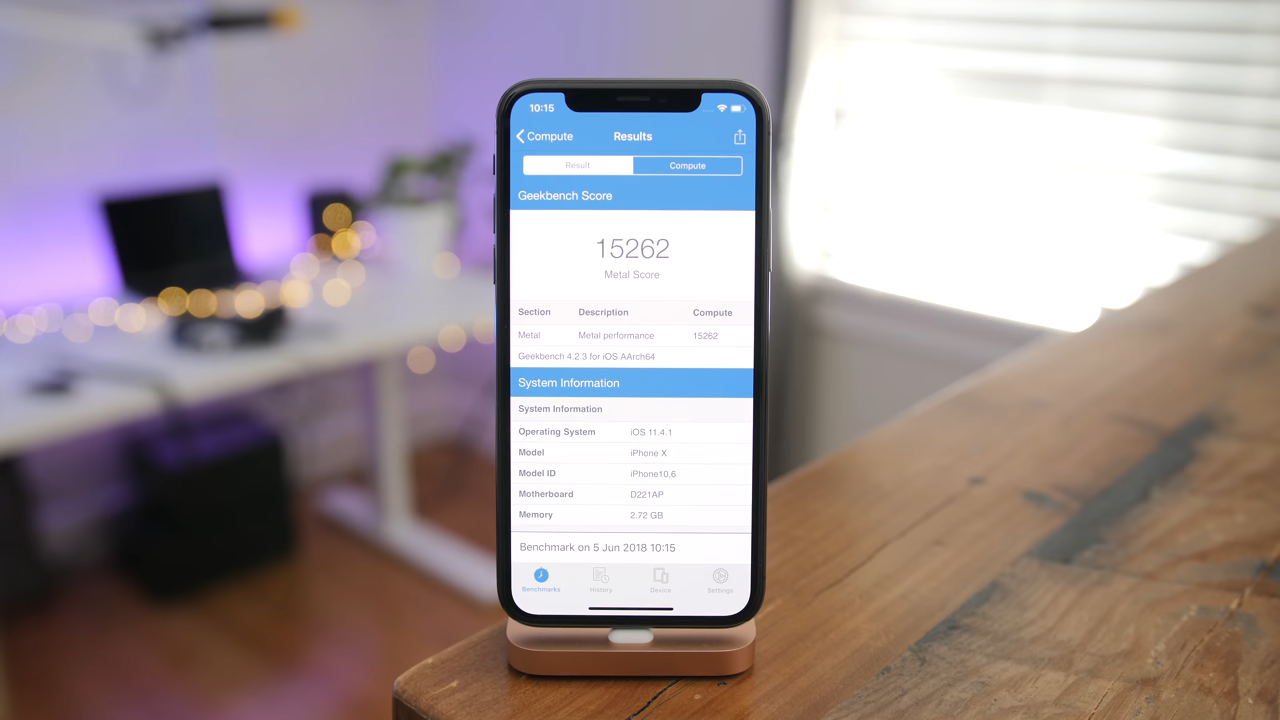 10:15
Compute Results
Result Compute
Geekbench Score
15262
Metal Score
Section Description Compute
Metal Metal performance 15262
Geekbench 4.2.3 for iOS AArch64
System Information
System Information
Operating System iOS 11.4.1
Model iPhone X
Model ID iPhone10,6
Motherboard D221AP
Memory 2.72 GB
Benchmark on 5 Jun 2018 10:15
Benchmarks History Device Settings